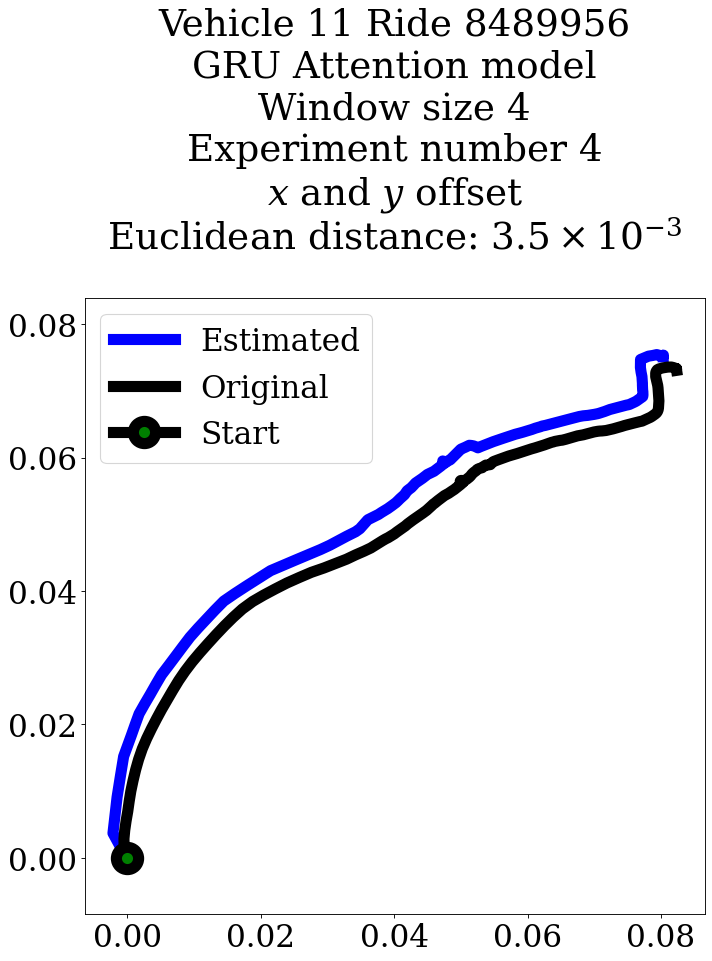 Vehicle 11 Ride 8489956
GRU Attention model
Window size 4
Experiment number 4
x and y offset
Euclidean distance: 3.5 × 10⁻³
Estimated
Original
Start
0.08
0.06
0.04
0.02
0.00
0.00 0.02 0.04 0.06 0.08